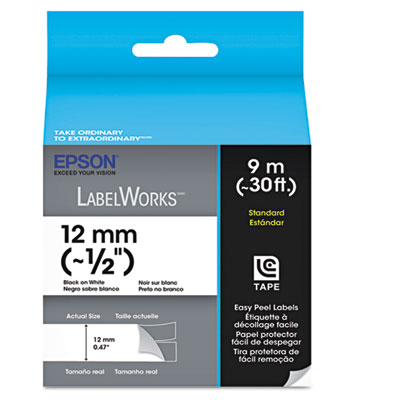 TAKE ORDINARY
TO EXTRAORDINARY
EPSON
EXCEED YOUR VISION
LABELWORKS
9 m
(~30 ft.)
Standard
Estándar
12 mm
(~1/2")
Black on White
Negro sobre blanco
Noir sur blanc
Preto no branco
LC
TAPE
Easy Peel Labels
Étiquette à
décollage facile
Papel protector
fácil de despegar
Tira protetora de
fácil remoção
Actual Size
Taille actuelle
12 mm
0.47"
Tamaño real
Tamanho real